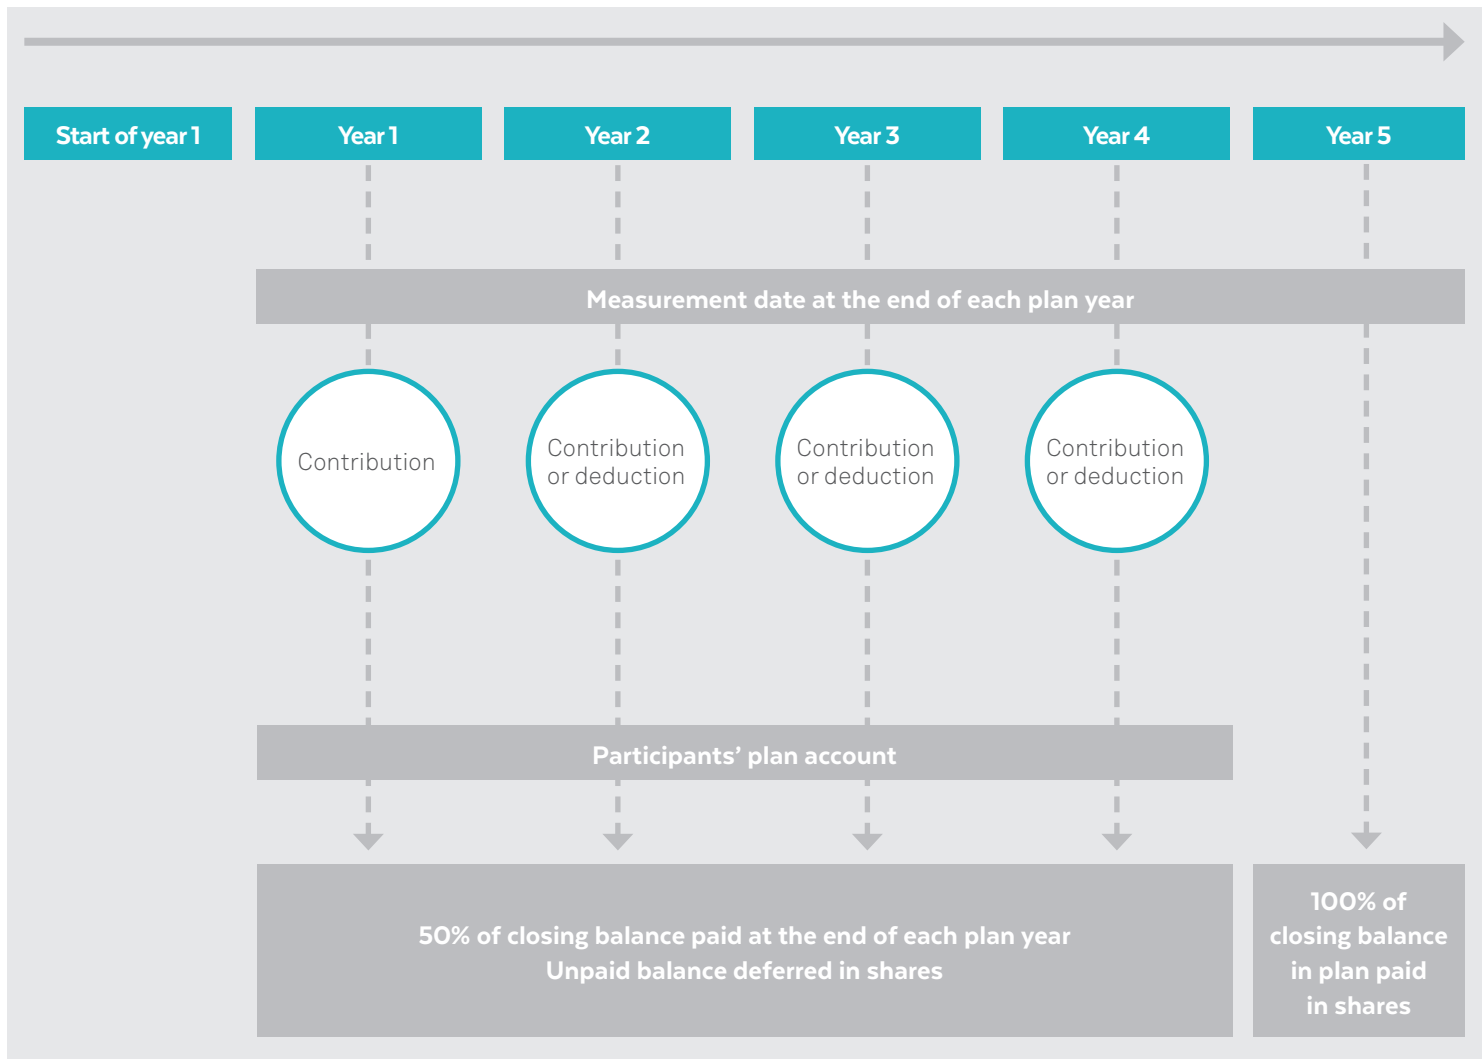 Start of year 1
Year 1
Year 2
Year 3
Year 4
Year 5
Measurement date at the end of each plan year
Contribution
Contribution
or deduction
Contribution
or deduction
Contribution
or deduction
Participants’ plan account
50% of closing balance paid at the end of each plan year
Unpaid balance deferred in shares
100% of
closing balance
in plan paid
in shares